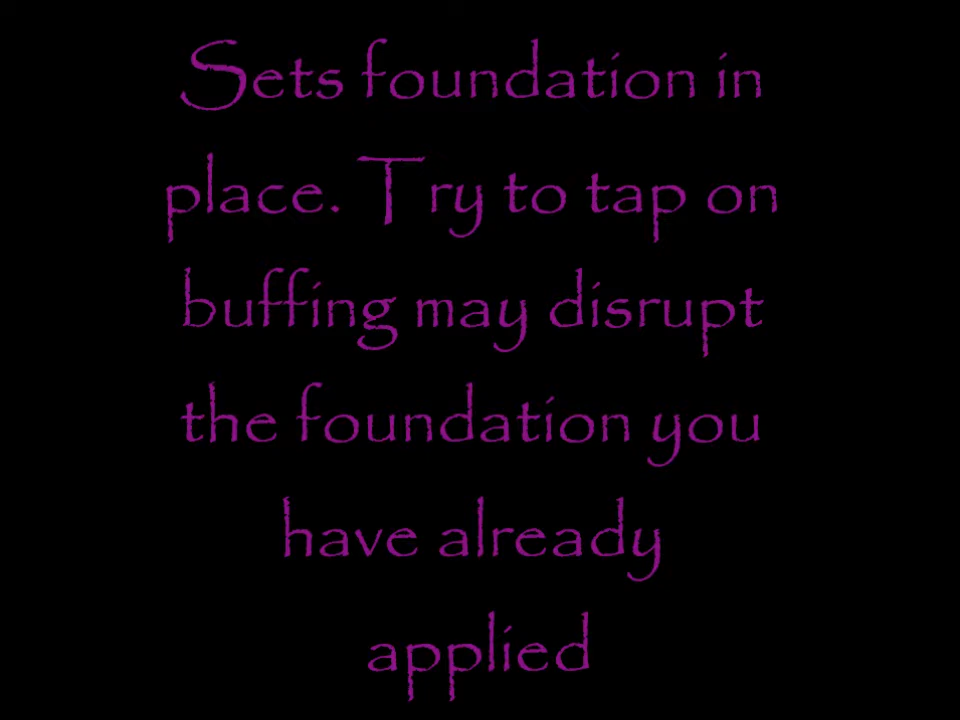 Sets foundation in
place. Try to tap on
buffing may disrupt
the foundation you
have already
applied